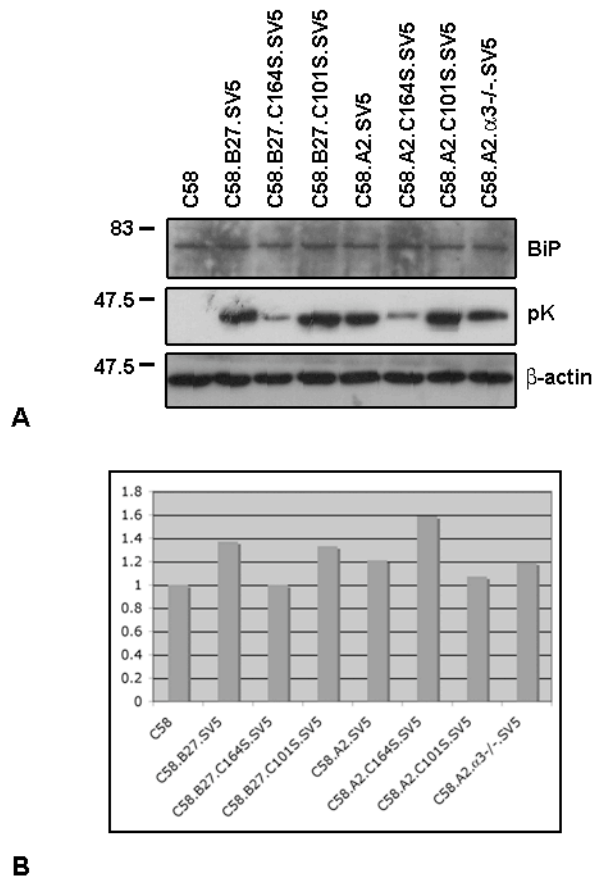 C58
C58.B27.SV5
C58.B27.C164S.SV5
C58.B27.C101S.SV5
C58.A2.SV5
C58.A2.C164S.SV5
C58.A2.C101S.SV5
C58.A2.α3-/-.SV5
83
BiP
47.5
pK
47.5
β-actin
A
1.8
1.6
1.4
1.2
1
0.8
0.6
0.4
0.2
0
C58
C58.B27.SV5
C58.B27.C164S.SV5
C58.B27.C101S.SV5
C58.A2.SV5
C58.A2.C164S.SV5
C58.A2.C101S.SV5
C58.A2.α3-/-.SV5
B